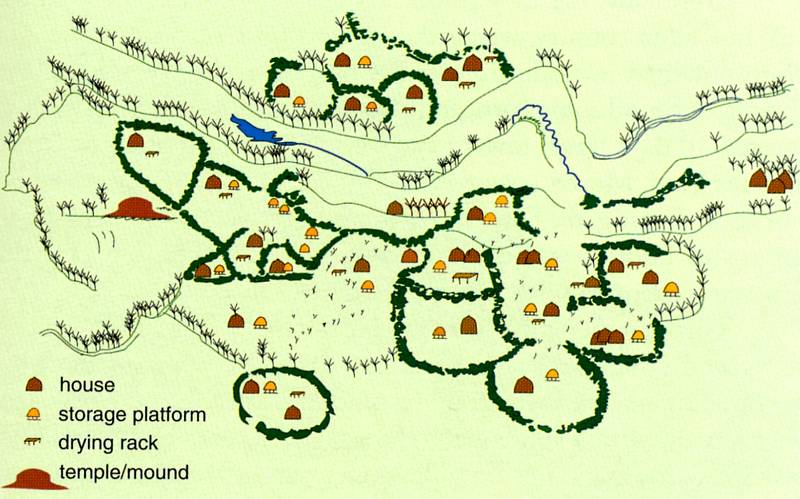 house
storage platform
drying rack
temple/mound